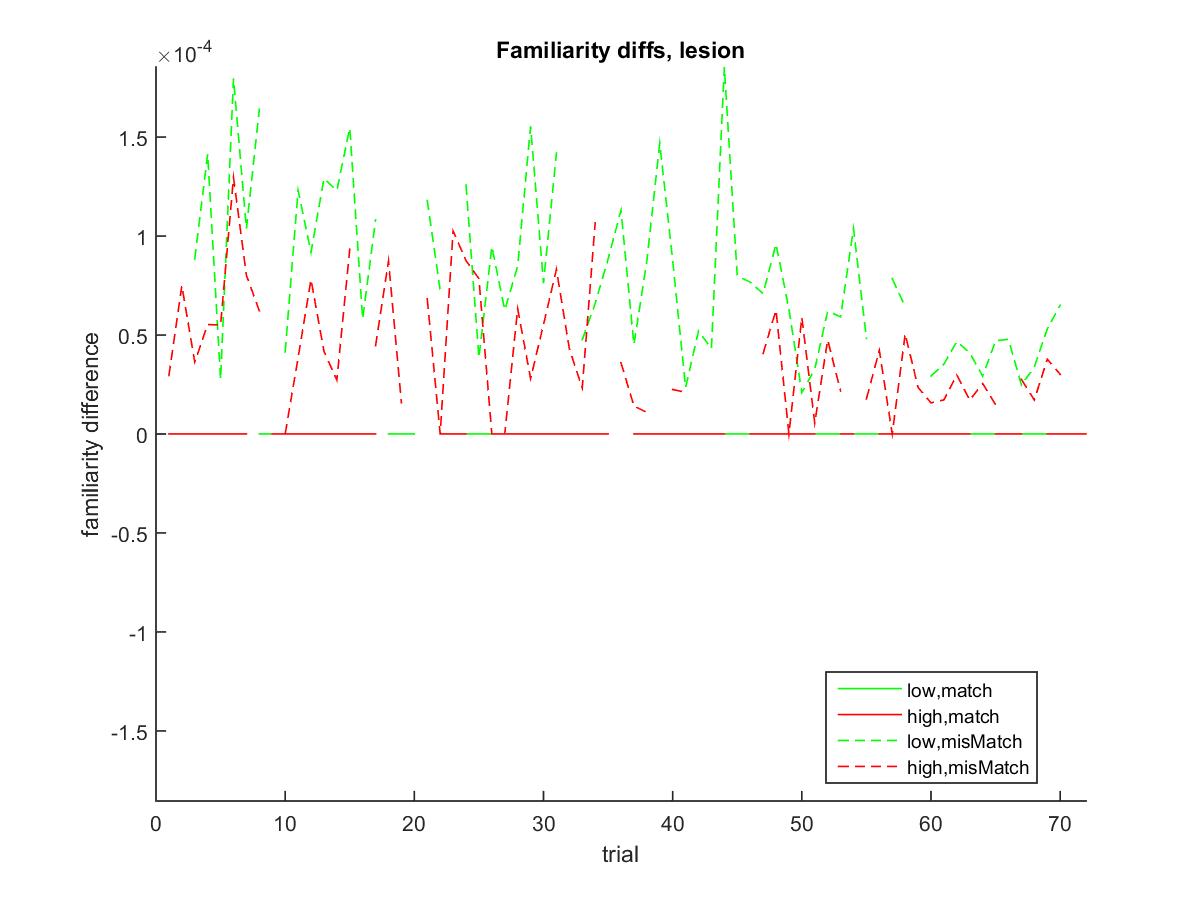 Familiarity diffs, lesion
×10-4
1.5
1
0.5
0
-0.5
-1
-1.5
familiarity difference
low,match
high,match
low,misMatch
high,misMatch
0 10 20 30 40 50 60 70
trial